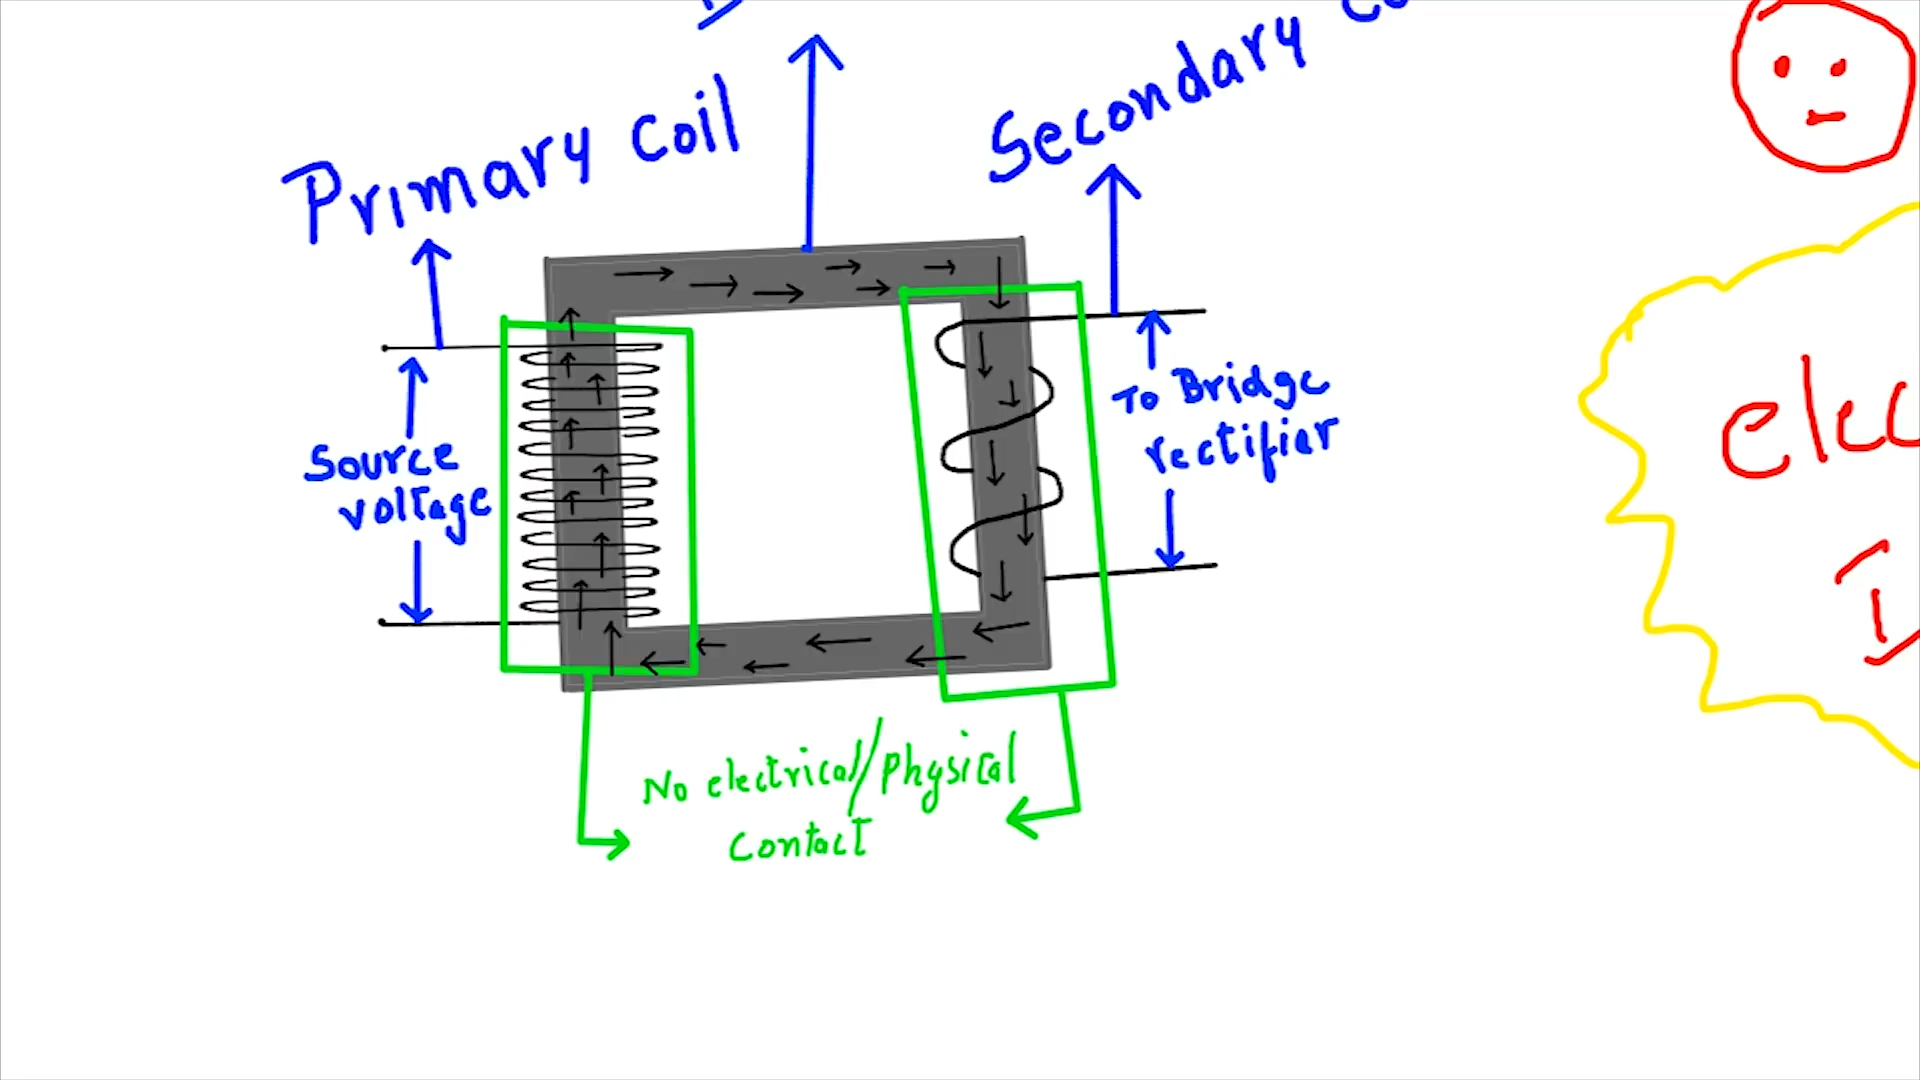 Primary Coil
Secondary
Source
voltage
To Bridge
rectifier
No electrical/Physical
Contact